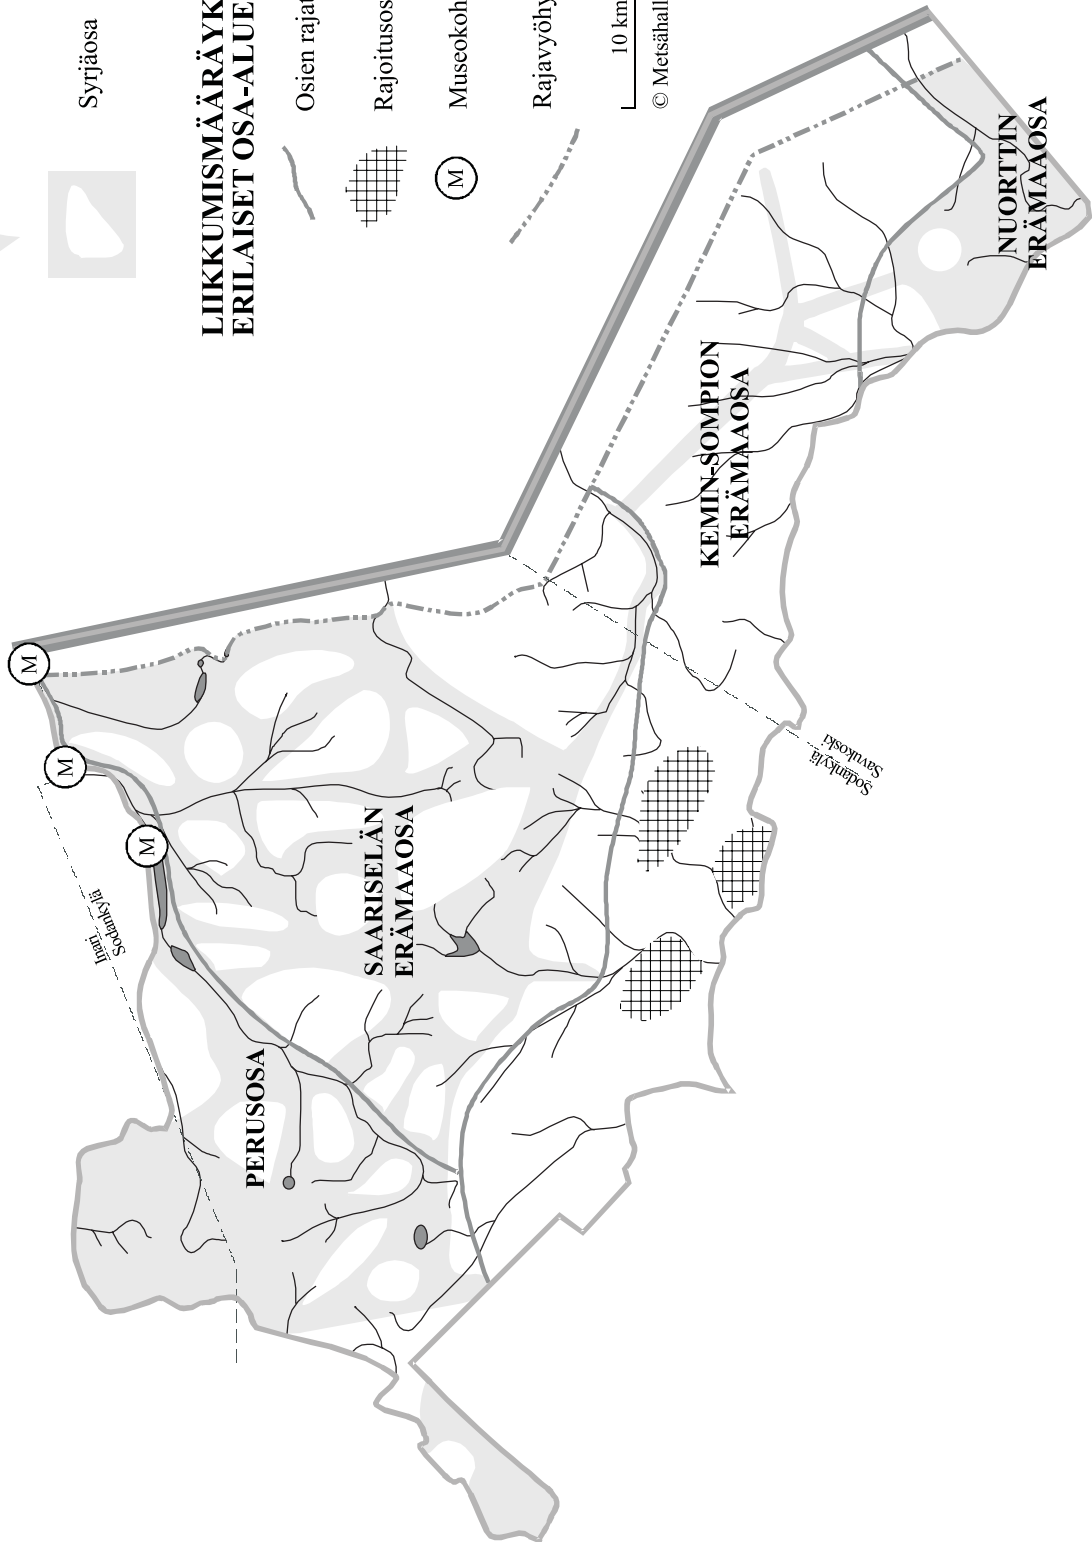 LIIKKUMISMÄÄRÄYK
ERILAISET OSA-ALUE
Syrjäosa
Osien rajat
Rajoitusos
M
Museokoh
Rajavyöhy
10 km
© Metsähall
M
M
M
Inari
Sodankylä
PERUSOSA
SAARISELÄN
ERÄMAAOSA
KEMIN-SOMPION
ERÄMAAOSA
NUORTTIN
ERÄMAAOSA
Sodankylä
Savukoski